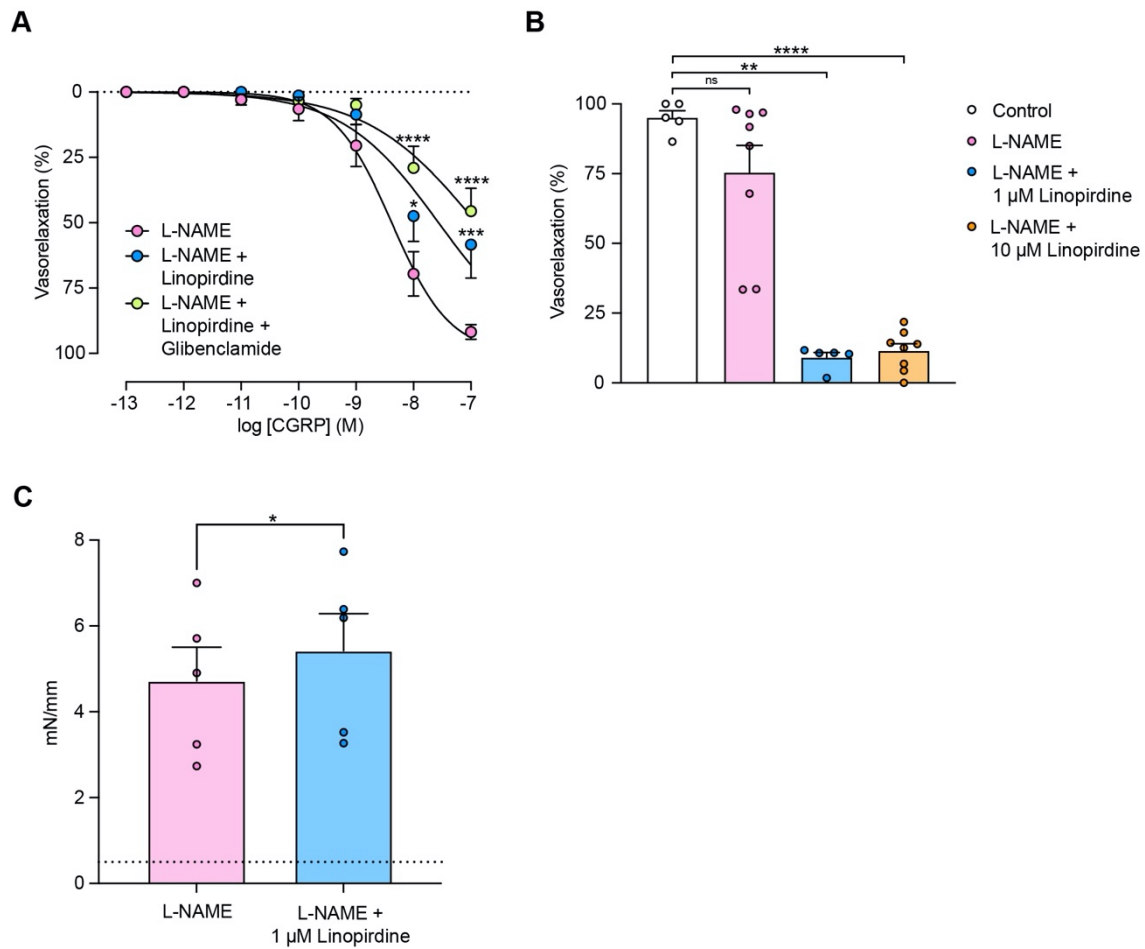 A
0
25
50
75
100
Vasorelaxation (%)
****
****
*
***
L-NAME
L-NAME +
Linopirdine
L-NAME +
Linopirdine +
Glibenclamide
-13 -12 -11 -10 -9 -8 -7
log [CGRP] (M)
B
****
**
ns
100
75
50
25
0
Vasorelaxation (%)
Control
L-NAME
L-NAME +
1 µM Linopirdine
L-NAME +
10 µM Linopirdine
C
*
8
6
4
2
0
mN/mm
L-NAME
L-NAME +
1 µM Linopirdine